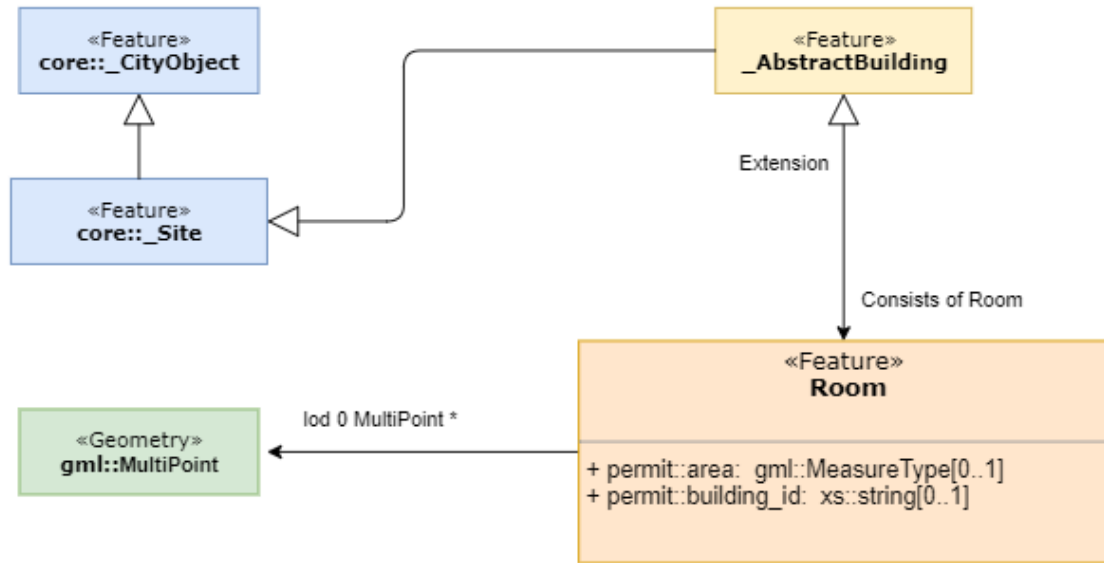 «Feature»
core::_CityObject
«Feature»
_AbstractBuilding
Extension
«Feature»
core::_Site
Consists of Room
«Feature»
Room
lod 0 MultiPoint *
«Geometry»
gml::MultiPoint
+ permit::area:  gml::MeasureType[0..1]
+ permit::building_id:  xs::string[0..1]